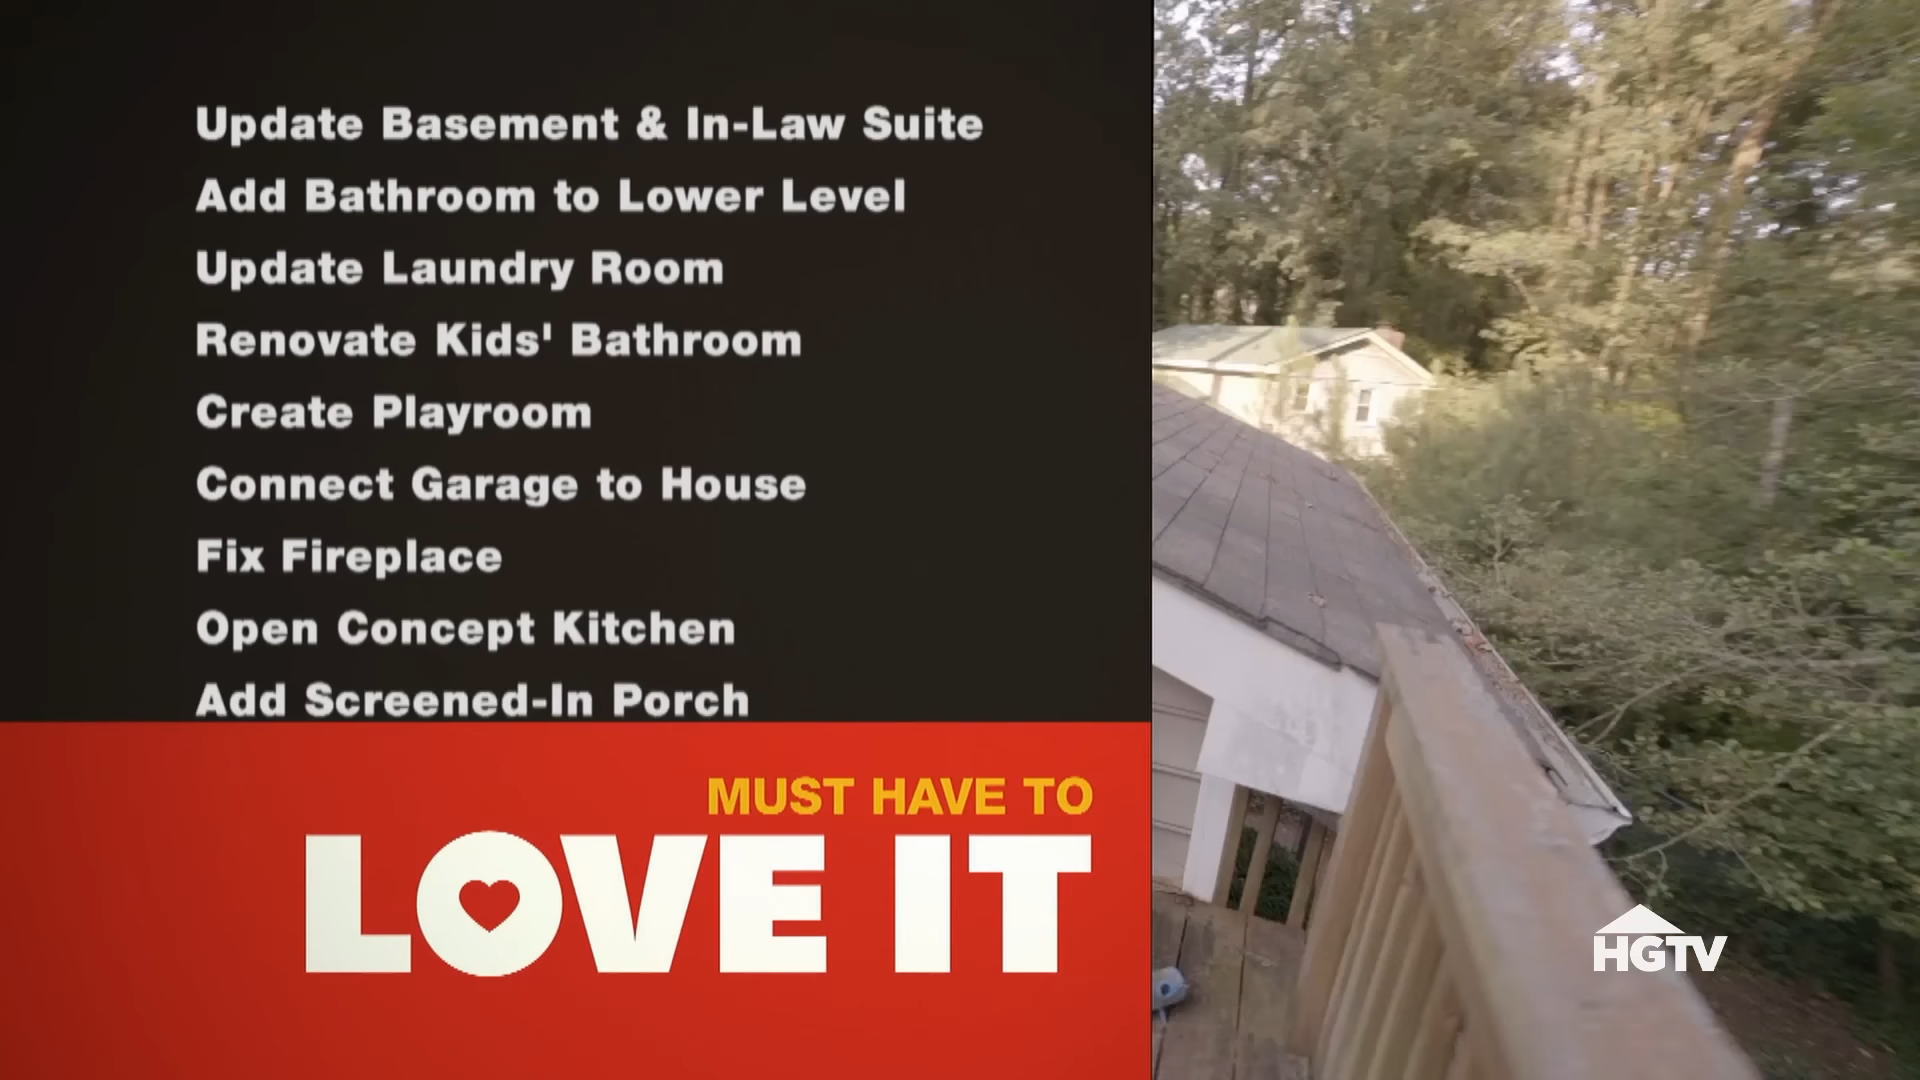 Update Basement & In-Law Suite
Add Bathroom to Lower Level
Update Laundry Room
Renovate Kids' Bathroom
Create Playroom
Connect Garage to House
Fix Fireplace
Open Concept Kitchen
Add Screened-In Porch
MUST HAVE TO
LOVE IT
HGTV